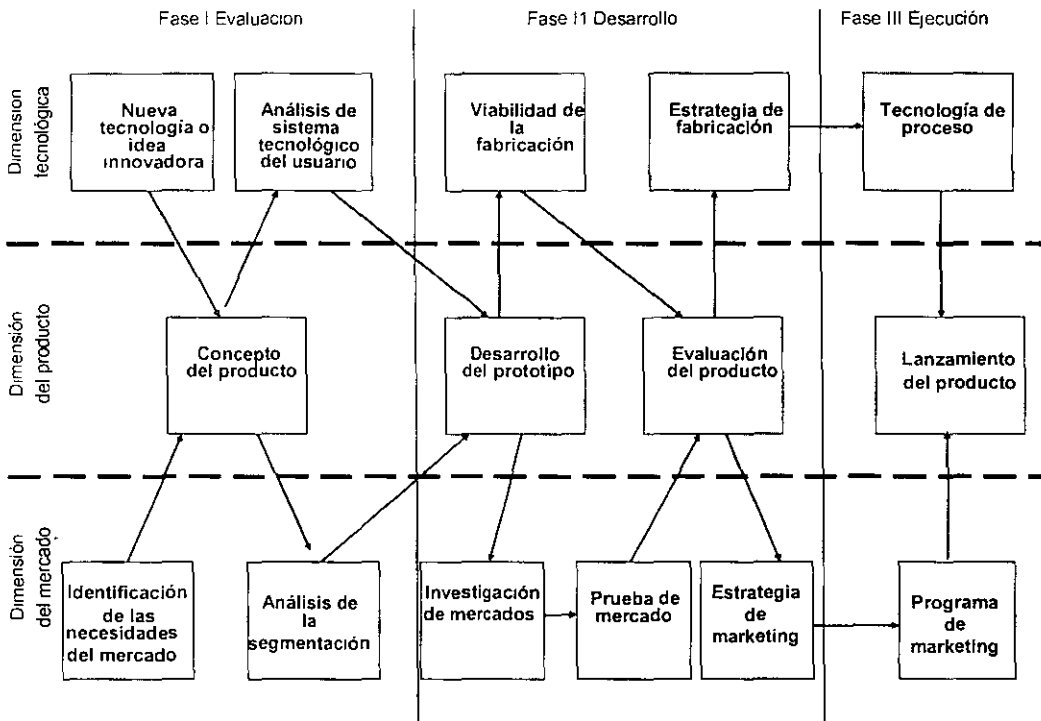 Fase I Evaluacion
Fase I1 Desarrollo
Fase III Ejecución
Dimension
tecnológica
Nueva
tecnología o
idea
innovadora
Análisis de
sistema
tecnológico
del usuario
Viabilidad de
la
fabricación
Estrategia de
fabricación
Tecnología de
proceso
Dimensión
del producto
Concepto
del producto
Desarrollo
del prototipo
Evaluación
del producto
Lanzamiento
del producto
Dimensión
del mercado
Identificación
de las
necesidades
del mercado
Análisis de
la
segmentación
Investigación
de mercados
Prueba de
mercado
Estrategia
de
marketing
Programa
de
marketing